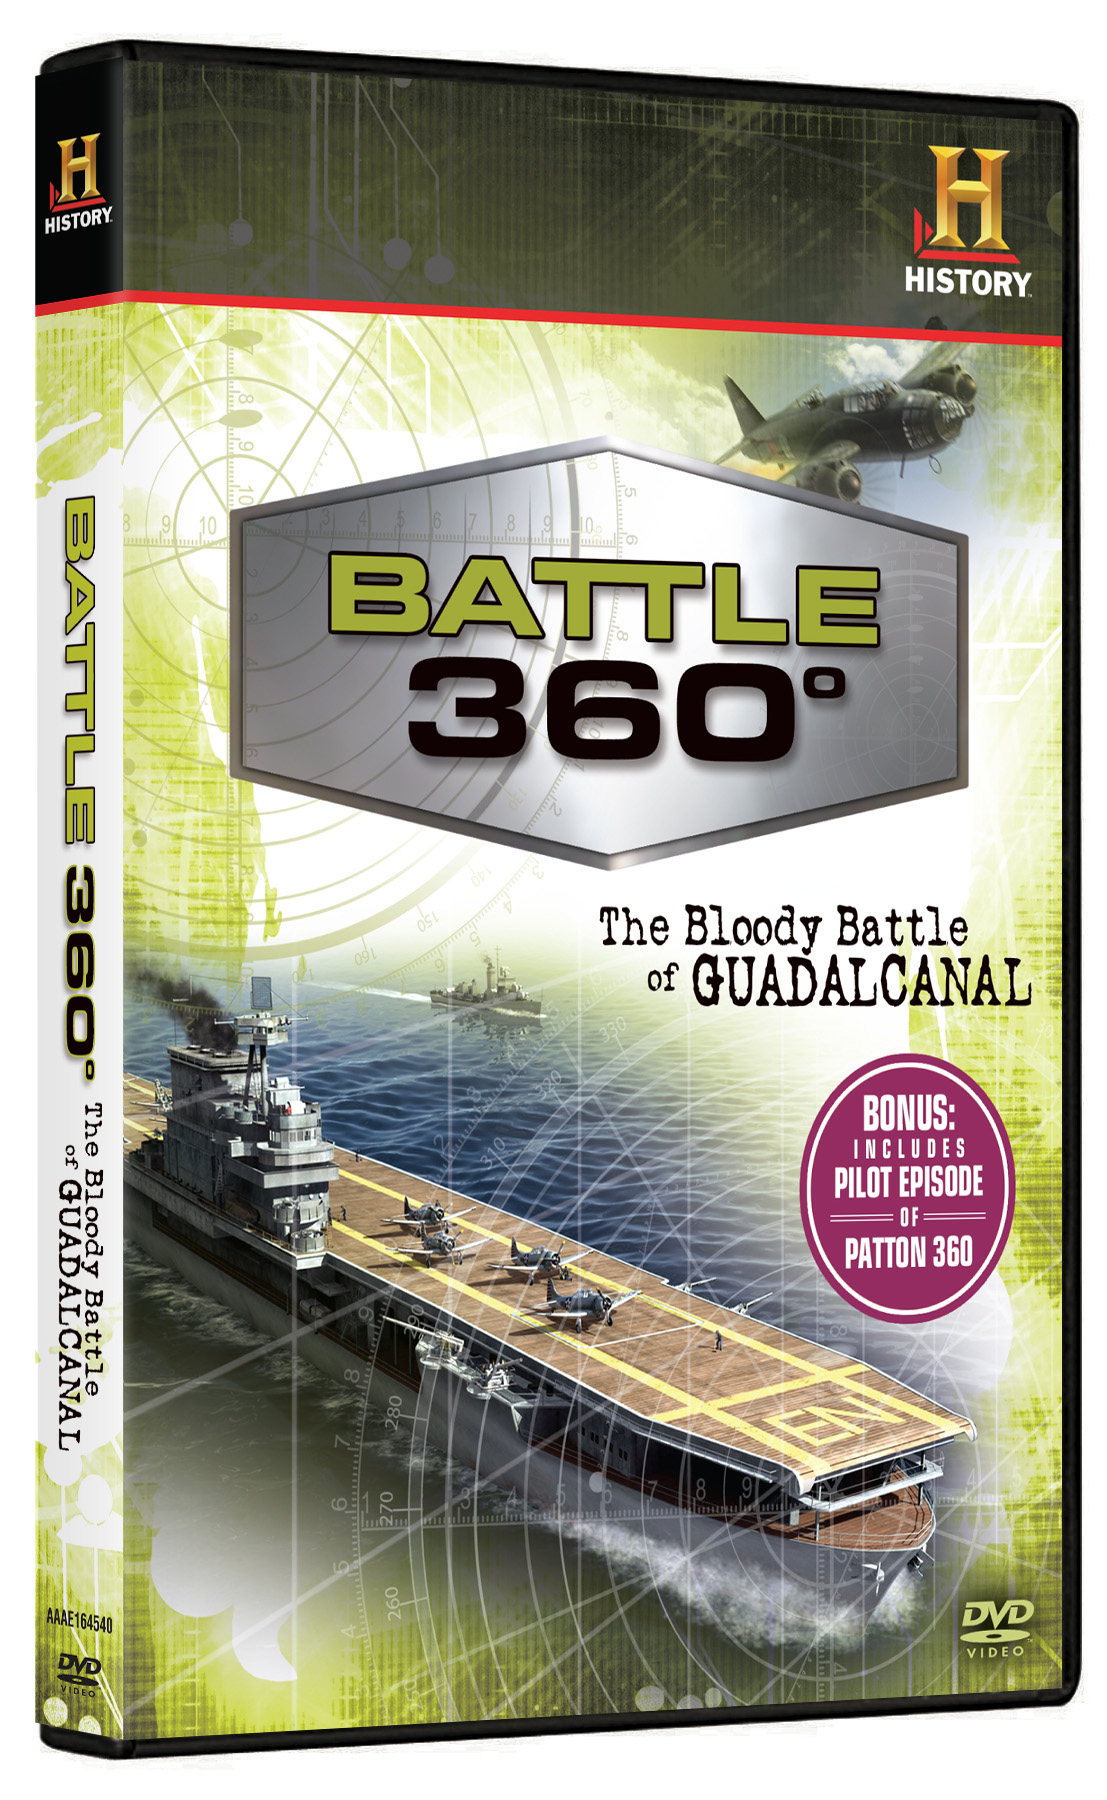 H
HISTORY
BATTLE 360°
The Bloody Battle
of GUADALCANAL
AAAE164540
DVD
VIDEO
H
HISTORY
BATTLE
360°
The Bloody Battle
of GUADALCANAL
BONUS:
INCLUDES
PILOT EPISODE
OF
PATTON 360
EN
DVD
VIDEO